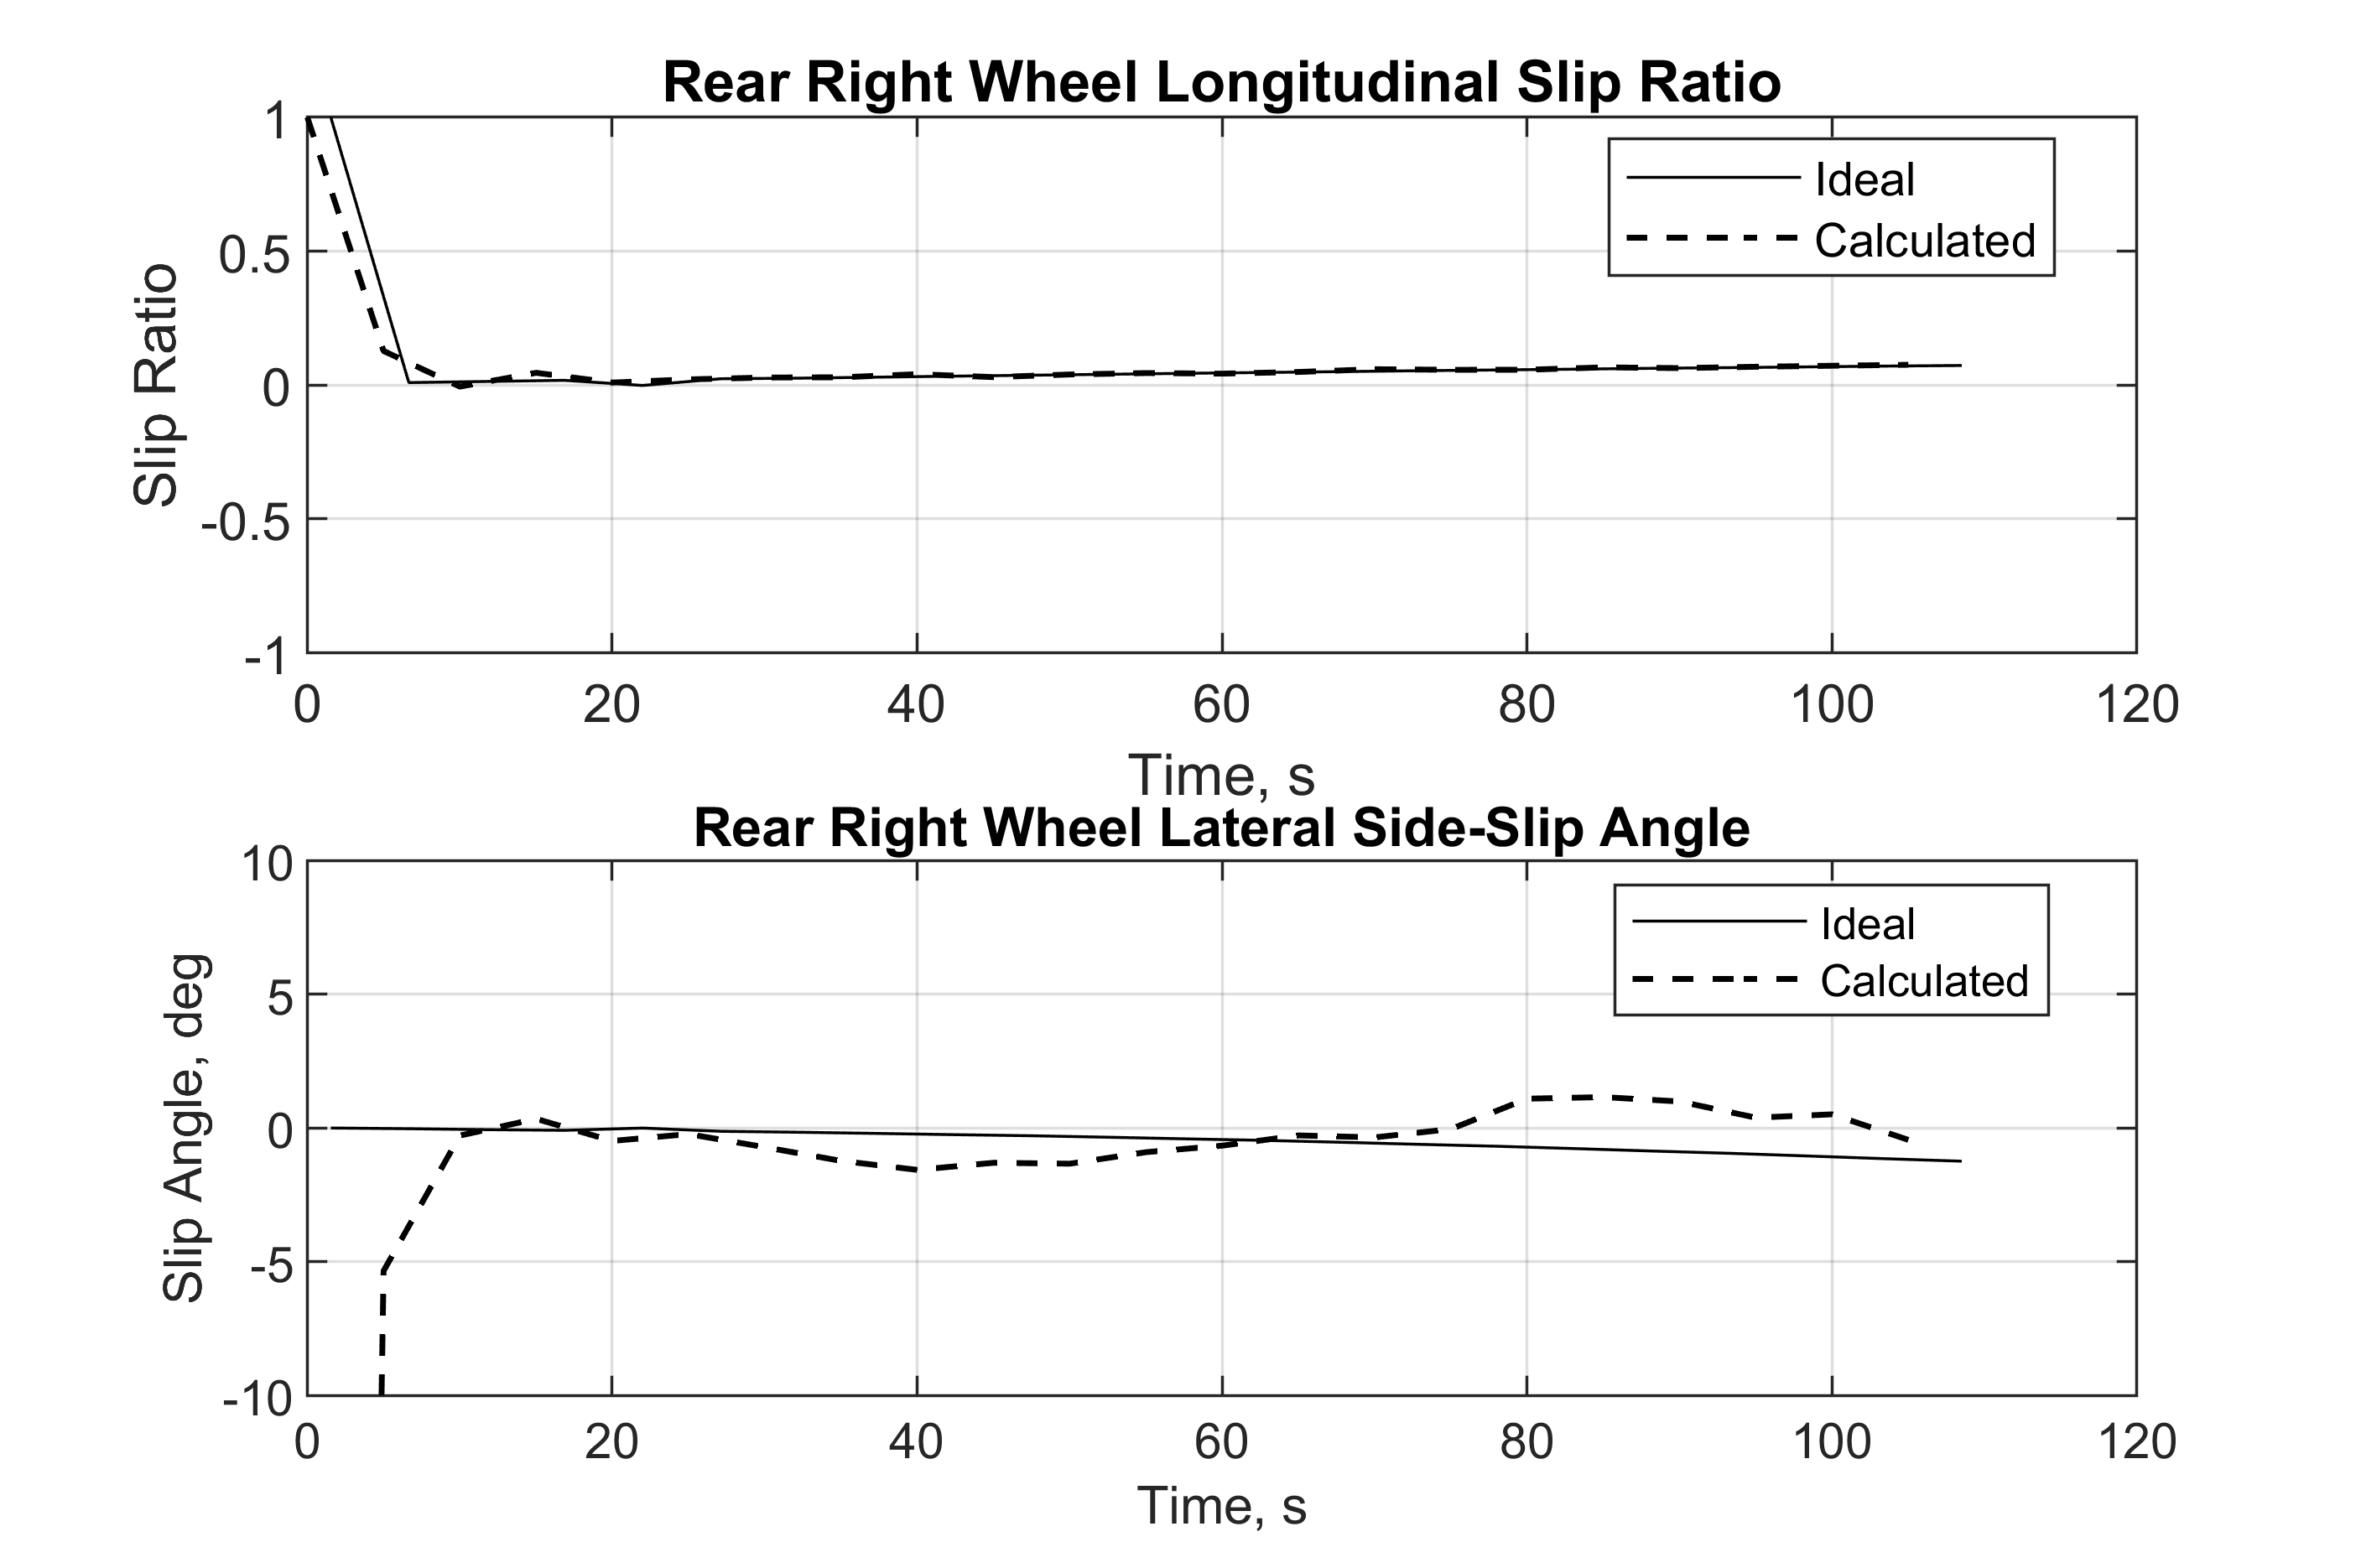 Rear Right Wheel Longitudinal Slip Ratio
1
0.5
0
-0.5
-1
Slip Ratio
Ideal
Calculated
0 20 40 60 80 100 120
Time, s
Rear Right Wheel Lateral Side-Slip Angle
10
5
0
-5
-10
Slip Angle, deg
Ideal
Calculated
0 20 40 60 80 100 120
Time, s